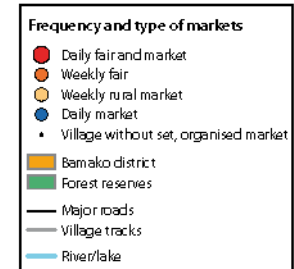 Frequency and type of markets
Daily fair and market
Weekly fair
Weekly rural market
Daily market
Village without set, organised market
Bamako district
Forest reserves
Major roads
Village tracks
River/lake